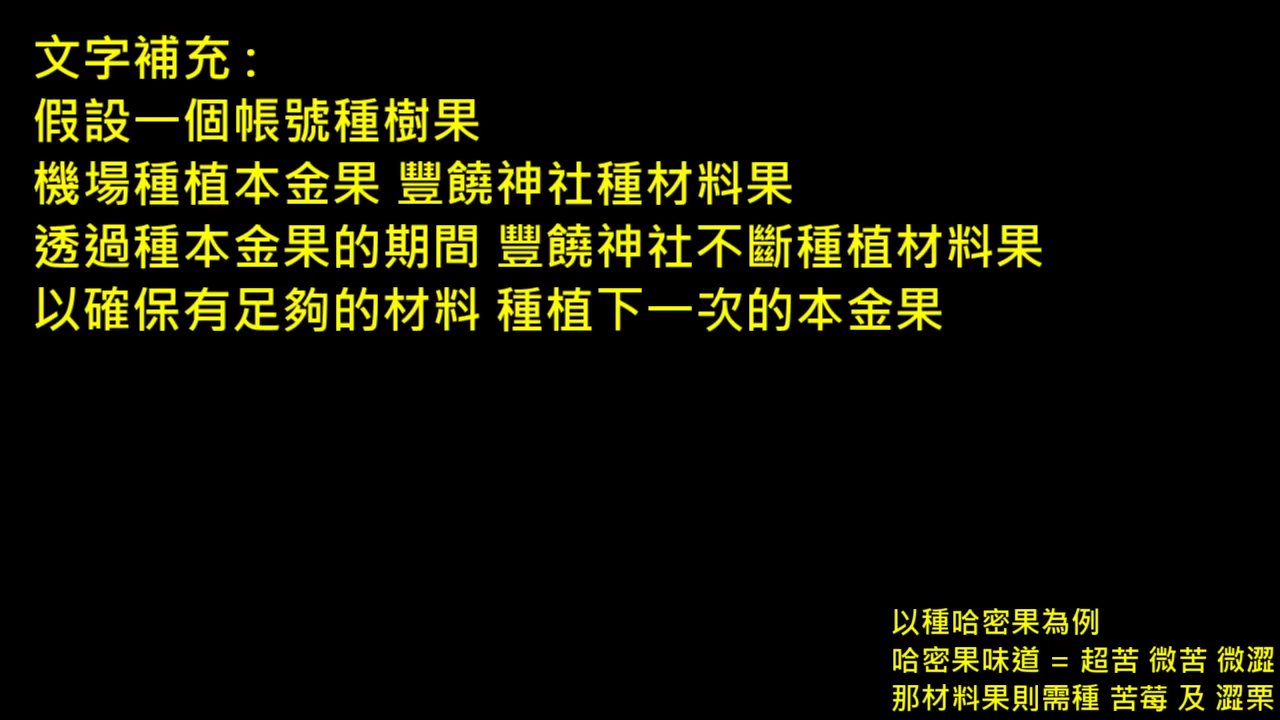 文字補充 :
假設一個帳號種樹果
機場種植本金果 豐饒神社種材料果
透過種本金果的期間 豐饒神社不斷種植材料果
以確保有足夠的材料 種植下一次的本金果
以種哈密果為例
哈密果味道 = 超苦 微苦 微澀
那材料果則需種 苦莓 及 澀栗